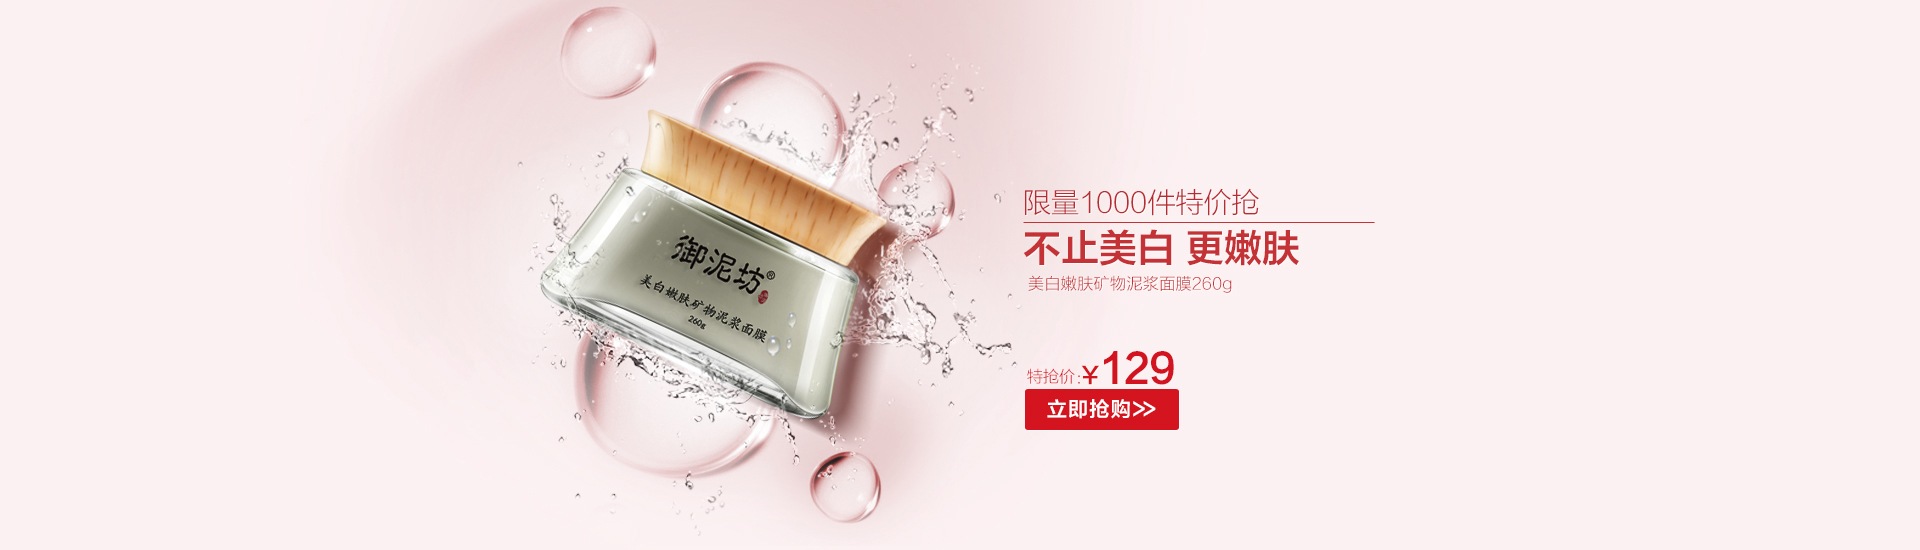 御泥坊®
美白嫩肤矿物泥浆面膜
260g
限量1000件特价抢
不止美白 更嫩肤
美白嫩肤矿物泥浆面膜260g
特抢价:¥129
立即抢购>>